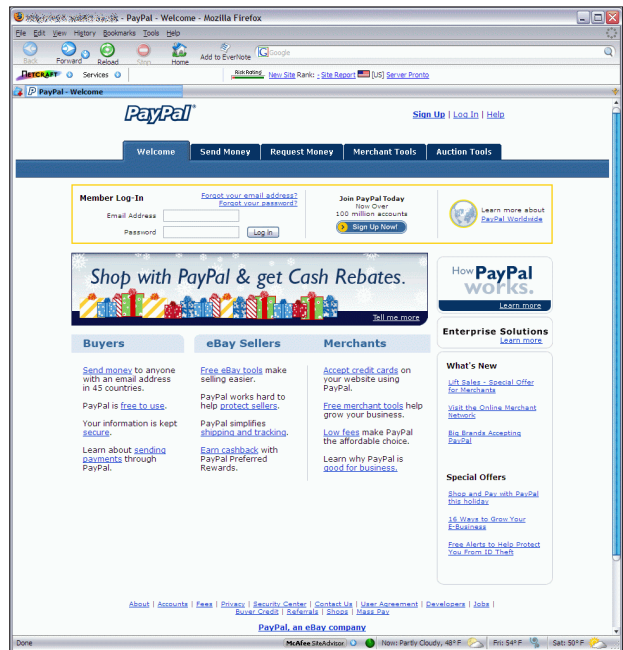 - PayPal - Welcome - Mozilla Firefox
File Edit View History Bookmarks Tools Help
Back Forward Reload Stop Home Add to EverNote Google
NETCRAFT Services Risk Rating New Site Rank: - Site Report [US] Server Pronto
PayPal - Welcome
PayPal
Sign Up | Log In | Help
Welcome Send Money Request Money Merchant Tools Auction Tools
Member Log-In
Forgot your email address?
Forgot your password?
Email Address
Password
Log In
Join PayPal Today
Now Over
100 million accounts
Sign Up Now!
Learn more about
PayPal Worldwide
Shop with PayPal & get Cash Rebates.
Tell me more
How PayPal
works.
Learn more
Enterprise Solutions
Learn more
Buyers
Send money to anyone
with an email address
in 45 countries.
PayPal is free to use.
Your information is kept
secure.
Learn about sending
payments through
PayPal.
eBay Sellers
Free eBay tools make
selling easier.
PayPal works hard to
help protect sellers.
PayPal simplifies
shipping and tracking.
Earn cashback with
PayPal Preferred
Rewards.
Merchants
Accept credit cards on
your website using
PayPal.
Free merchant tools help
grow your business.
Low fees make PayPal
the affordable choice.
Learn why PayPal is
good for business.
What's New
Lift Sales - Special Offer
for Merchants
Visit the Online Merchant
Network
Big Brands Accepting
PayPal
Special Offers
Shop and Pay with PayPal
this holiday
16 Ways to Grow Your
E-Business
Free Alerts to Help Protect
You From ID Theft
About | Accounts | Fees | Privacy | Security Center | Contact Us | User Agreement | Developers | Jobs |
Buyer Credit | Referrals | Shops | Mass Pay
PayPal, an eBay company
Done McAfee SiteAdvisor Now: Partly Cloudy, 48° F Fri: 54° F Sat: 50° F